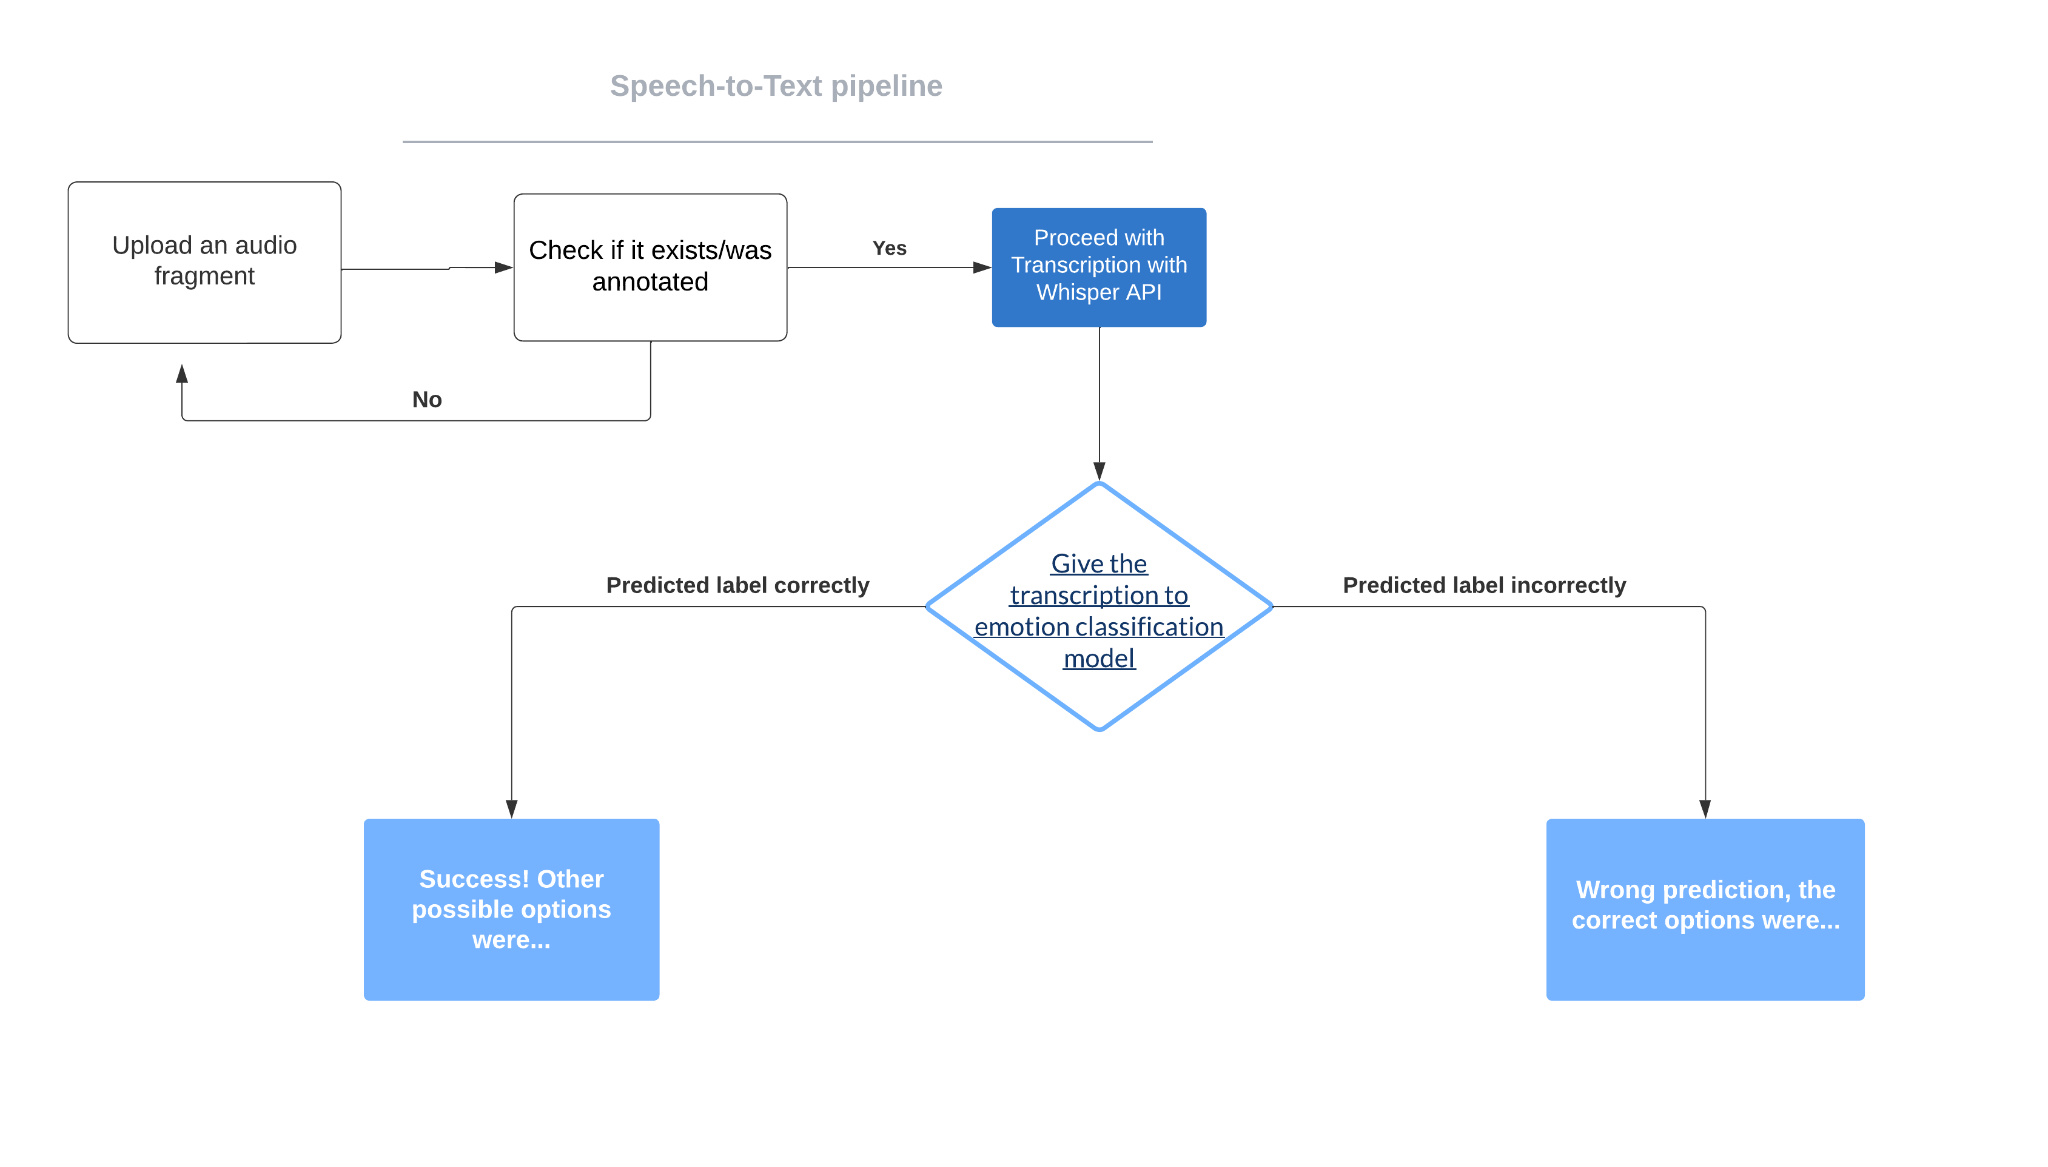 Speech-to-Text pipeline
Upload an audio
fragment
Check if it exists/was
annotated
Yes
Proceed with
Transcription with
Whisper API
No
Give the
transcription to
emotion classification
model
Predicted label correctly
Predicted label incorrectly
Success! Other
possible options
were...
Wrong prediction, the
correct options were...